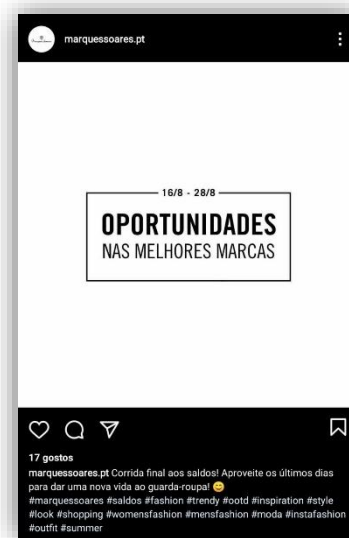 marquessoares.pt
16/8 - 28/8
OPORTUNIDADES
NAS MELHORES MARCAS
17 gostos
marquessoares.pt Corrida final aos saldos! Aproveite os últimos dias
para dar uma nova vida ao guarda-roupa! 😊
#marquessoares #saldos #fashion #trendy #ootd #inspiration #style
#look #shopping #womensfashion #mensfashion #moda #instafashion
#outfit #summer